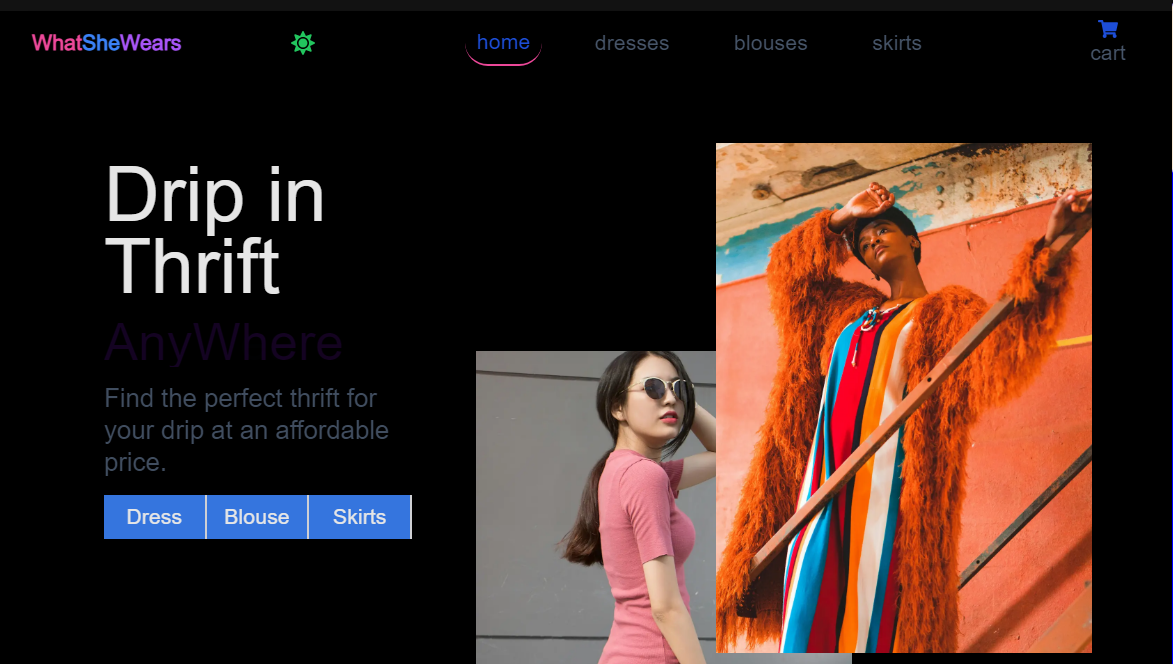 WhatSheWears
home
dresses
blouses
skirts
cart
Drip in
Thrift
AnyWhere
Find the perfect thrift for
your drip at an affordable
price.
Dress
Blouse
Skirts